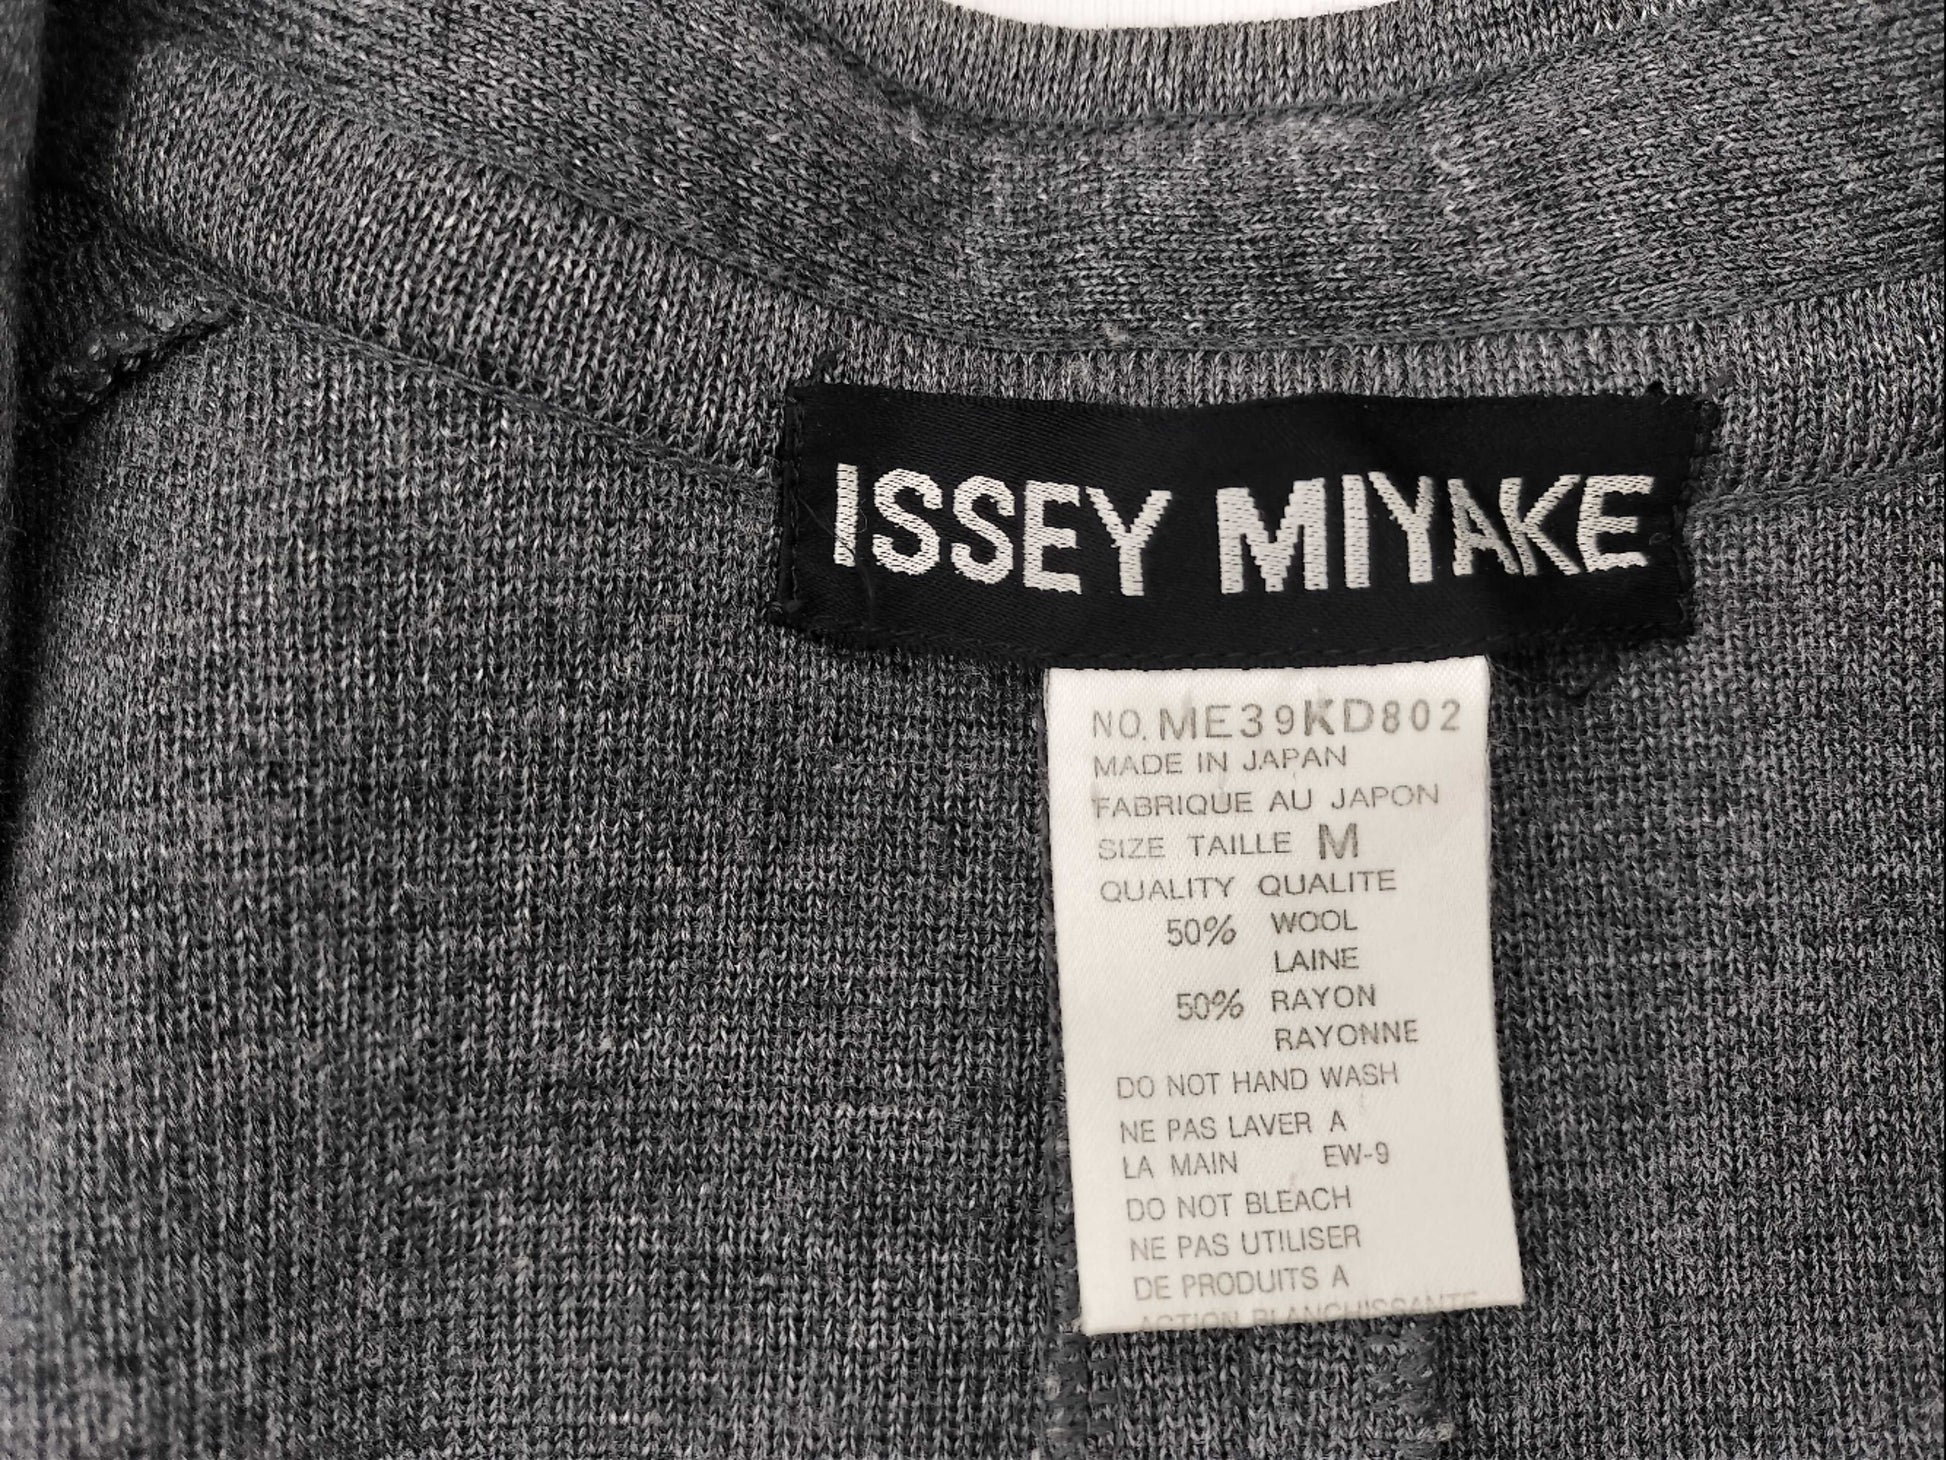 ISSEY MIYAKE
NO. ME39KD802
MADE IN JAPAN
FABRIQUE AU JAPON
SIZE TAILLE M
QUALITY QUALITE
50% WOOL
LAINE
50% RAYON
RAYONNE
DO NOT HAND WASH
NE PAS LAVER A
LA MAIN EW-9
DO NOT BLEACH
NE PAS UTILISER
DE PRODUITS A
ACTION BLANCHISSANTE